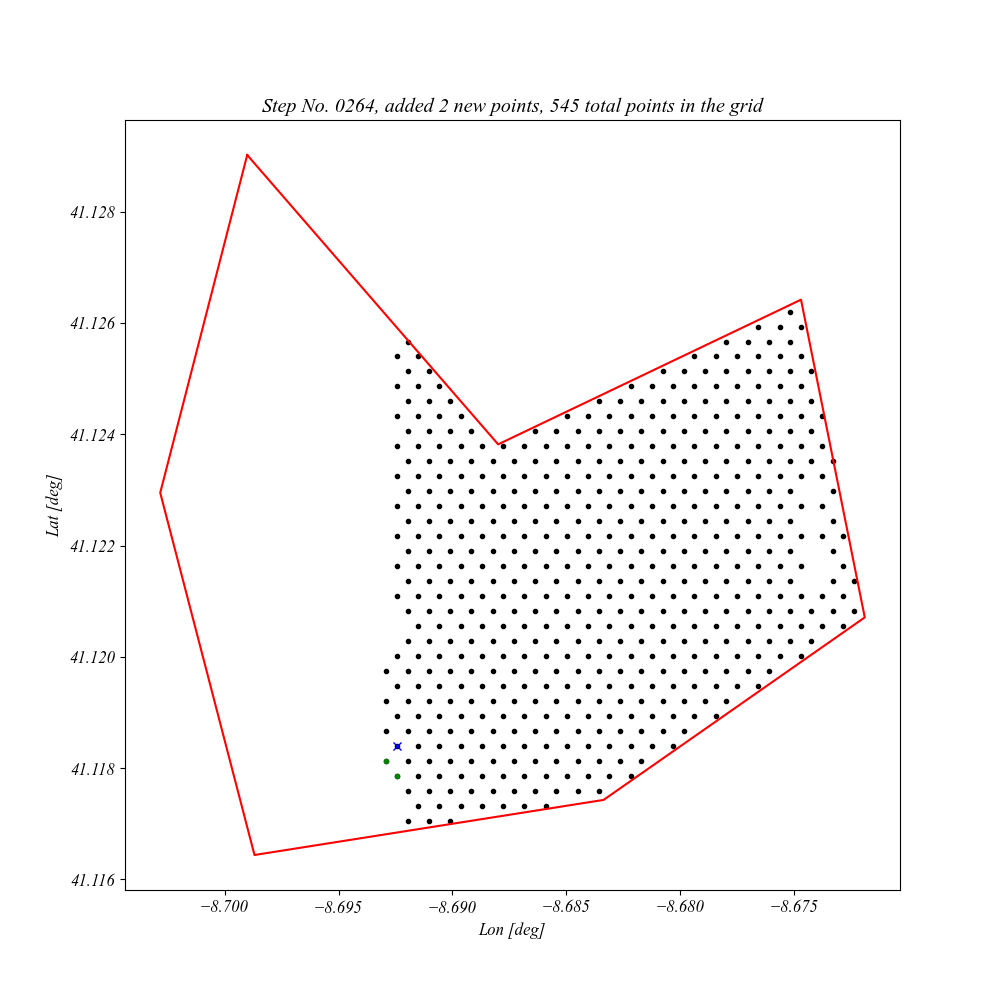 Step No. 0264, added 2 new points, 545 total points in the grid
41.128
41.126
41.124
41.122
41.120
41.118
41.116
Lat [deg]
−8.700 −8.695 −8.690 −8.685 −8.680 −8.675
Lon [deg]